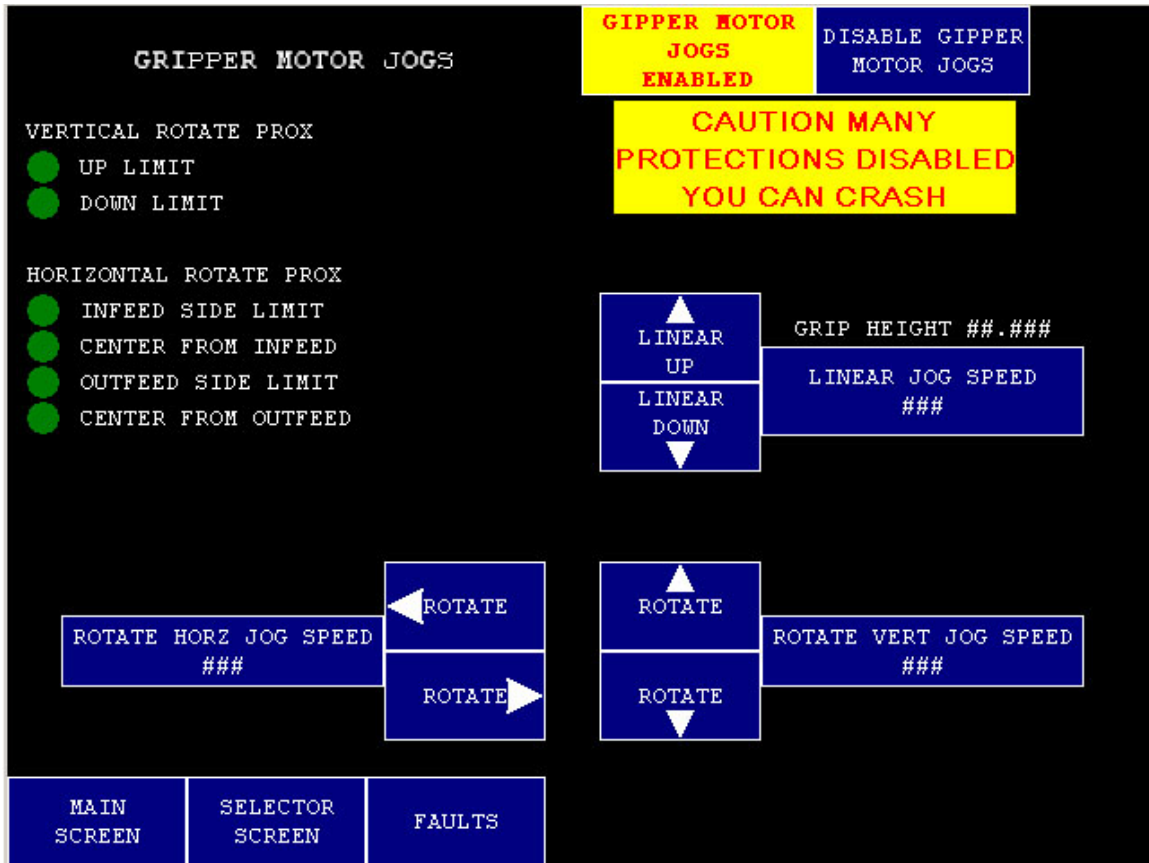 GRIPPER MOTOR JOGS
GIPPER MOTOR
JOGS
ENABLED
DISABLE GIPPER
MOTOR JOGS
CAUTION MANY
PROTECTIONS DISABLED
YOU CAN CRASH
VERTICAL ROTATE PROX
UP LIMIT
DOWN LIMIT
HORIZONTAL ROTATE PROX
INFEED SIDE LIMIT
CENTER FROM INFEED
OUTFEED SIDE LIMIT
CENTER FROM OUTFEED
LINEAR
UP
LINEAR
DOWN
GRIP HEIGHT ##.###
LINEAR JOG SPEED
###
ROTATE HORZ JOG SPEED
###
ROTATE
ROTATE
ROTATE
ROTATE
ROTATE VERT JOG SPEED
###
MAIN
SCREEN
SELECTOR
SCREEN
FAULTS